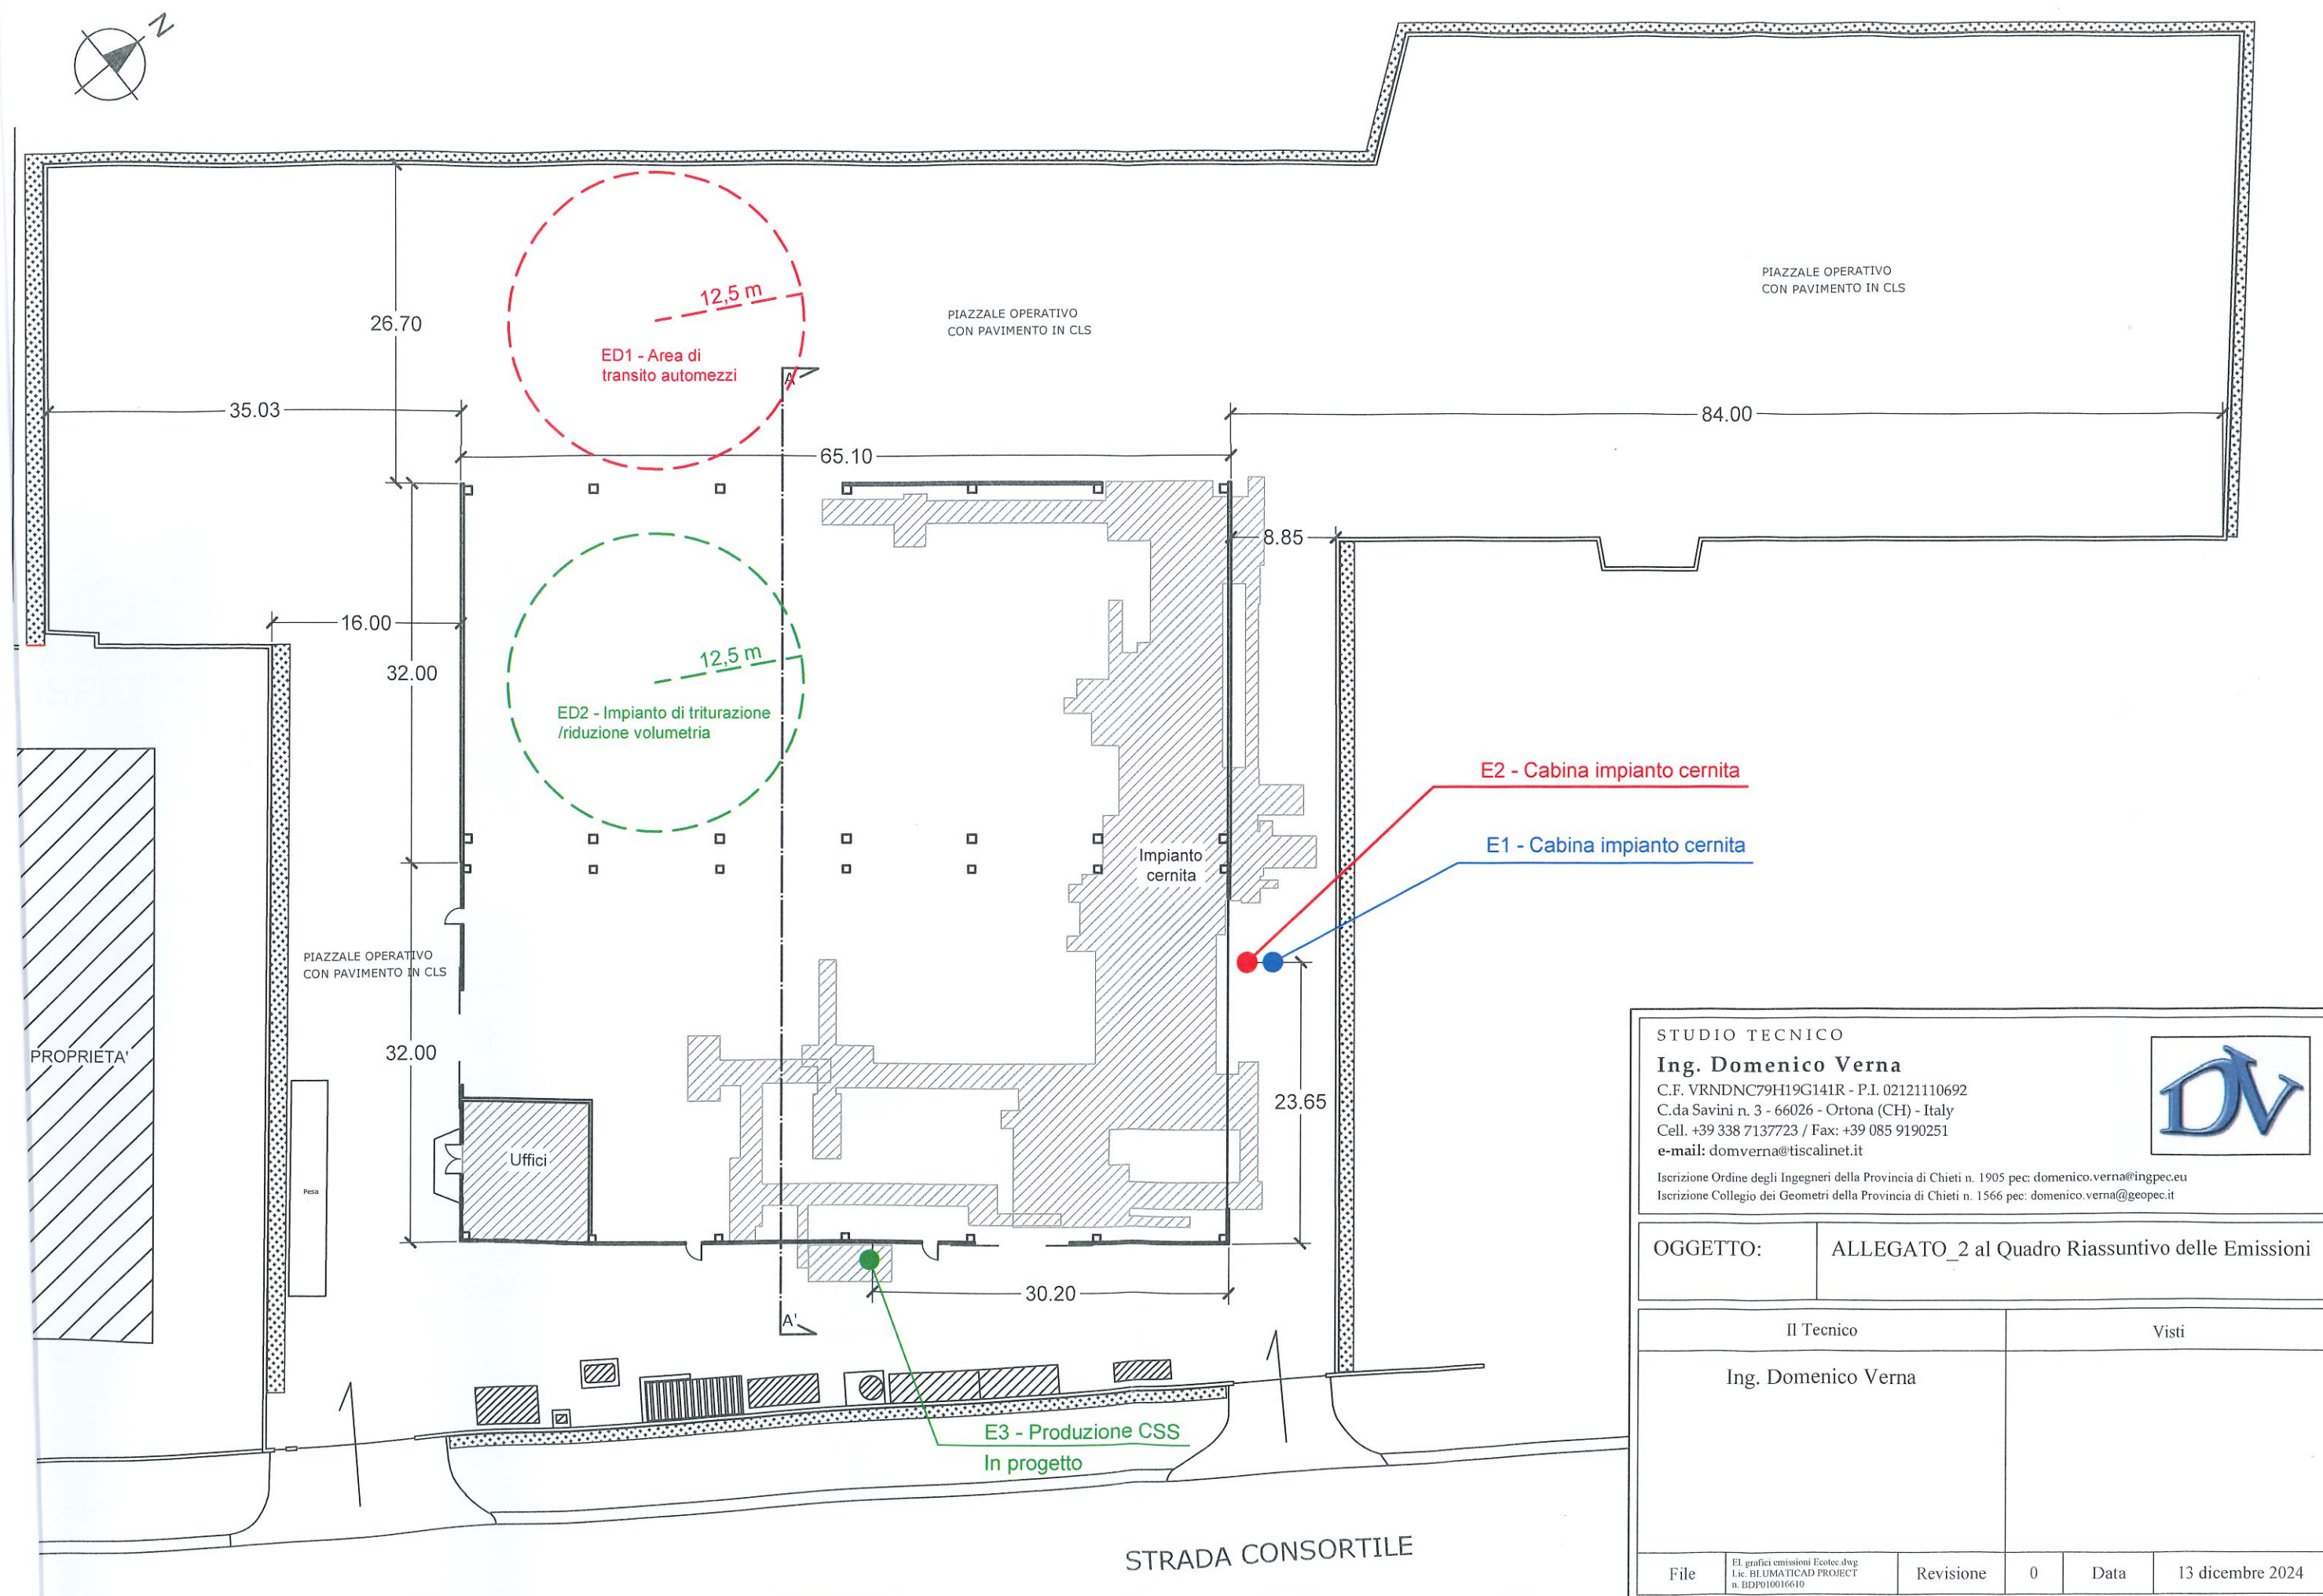 N
26.70
12,5 m
ED1 - Area di
transito automezzi
PIAZZALE OPERATIVO
CON PAVIMENTO IN CLS
PIAZZALE OPERATIVO
CON PAVIMENTO IN CLS
A
35.03
84.00
65.10
8.85
16.00
32.00
12,5 m
ED2 - Impianto di triturazione
/riduzione volumetria
E2 - Cabina impianto cernita
E1 - Cabina impianto cernita
Impianto
cernita
PIAZZALE OPERATIVO
CON PAVIMENTO IN CLS
PROPRIETA'
32.00
23.65
Uffici
Pesa
30.20
A'
E3 - Produzione CSS
In progetto
STRADA CONSORTILE
STUDIO TECNICO
Ing. Domenico Verna
C.F. VRNDNC79H19G141R - P.I. 02121110692
C.da Savini n. 3 - 66026 - Ortona (CH) - Italy
Cell. +39 338 7137723 / Fax: +39 085 9190251
e-mail: domverna@tiscalinet.it
Iscrizione Ordine degli Ingegneri della Provincia di Chieti n. 1905 pec: domenico.verna@ingpec.eu
Iscrizione Collegio dei Geometri della Provincia di Chieti n. 1566 pec: domenico.verna@geopec.it
DV
OGGETTO: ALLEGATO_2 al Quadro Riassuntivo delle Emissioni
Il Tecnico Visti
Ing. Domenico Verna
El. grafici emissioni Ecotec.dwg
Lic. BLUMATICAD PROJECT
n. BDP010016610
File Revisione 0 Data 13 dicembre 2024